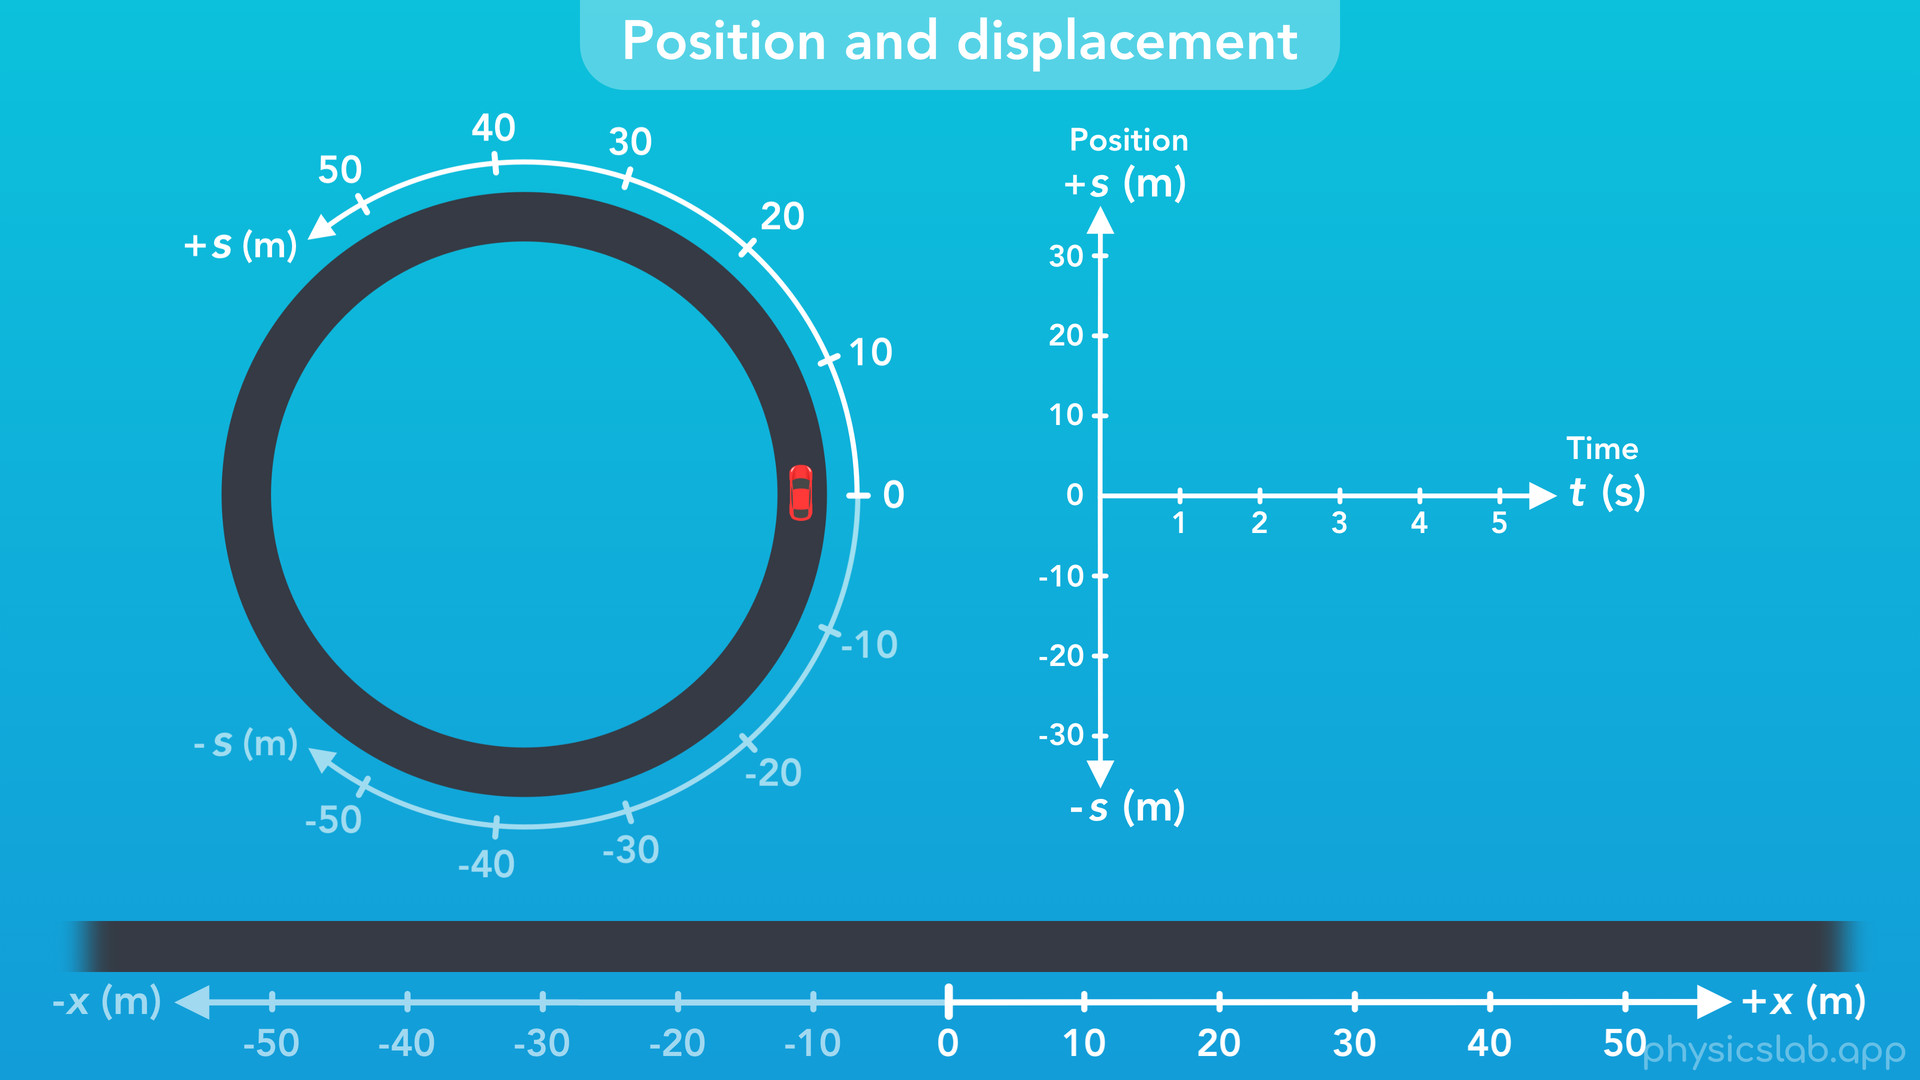 Position and displacement
40
30
50
20
+s (m)
10
0
-10
-s (m)
-20
-50
-30
-40
Position
+s (m)
30
20
10
0
-10
-20
-30
-s (m)
Time
t (s)
1 2 3 4 5
-x (m) +x (m)
-50 -40 -30 -20 -10 0 10 20 30 40 50
physicslab.app